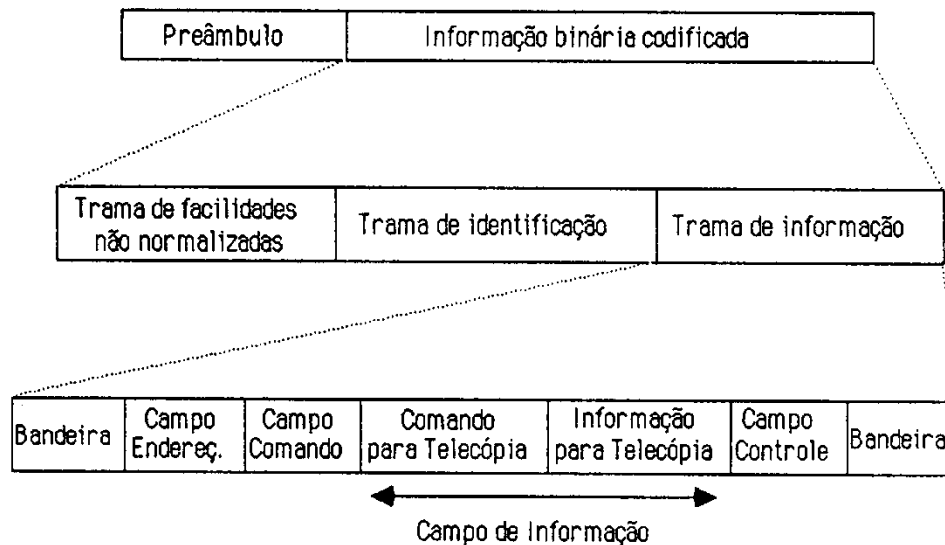 Preâmbulo
Informação binária codificada
Trama de facilidades
não normalizadas
Trama de identificação
Trama de informação
Bandeira
Campo
Endereç.
Campo
Comando
Comando
para Telecópia
Informação
para Telecópia
Campo
Controle
Bandeira
Campo de Informação